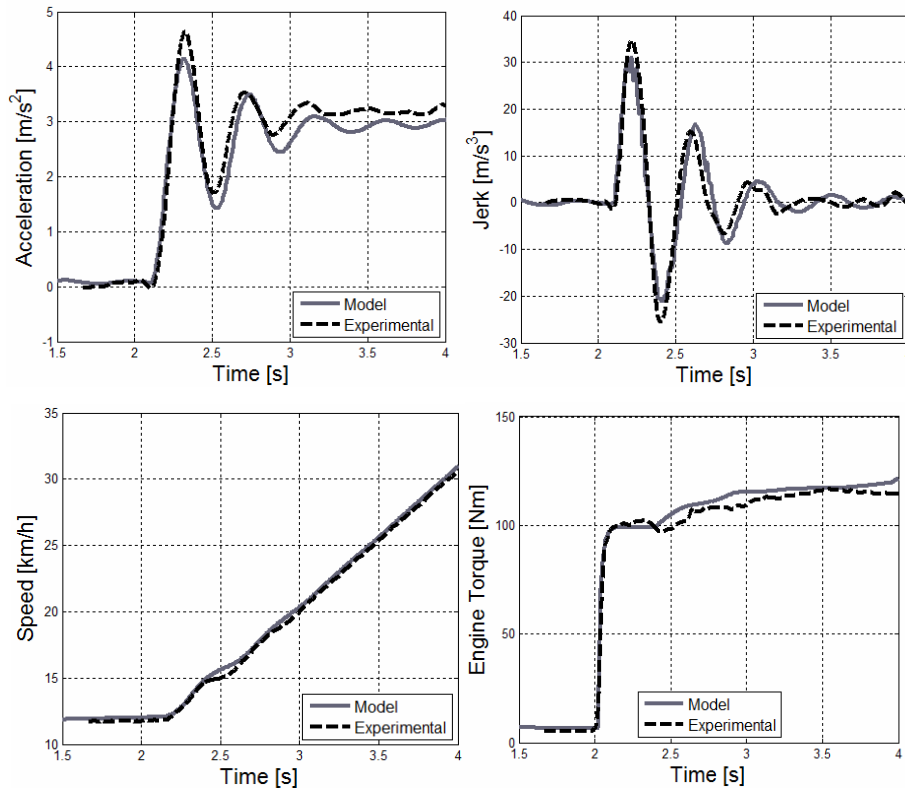 Acceleration [m/s²]
5
4
3
2
1
0
-1
1.5 2 2.5 3 3.5 4
Time [s]
Model
Experimental
Jerk [m/s³]
40
30
20
10
0
-10
-20
-30
1.5 2 2.5 3 3.5
Time [s]
Model
Experimental
Speed [km/h]
35
30
25
20
15
10
1.5 2 2.5 3 3.5 4
Time [s]
Model
Experimental
Engine Torque [Nm]
150
100
50
0
1.5 2 2.5 3 3.5 4
Time [s]
Model
Experimental